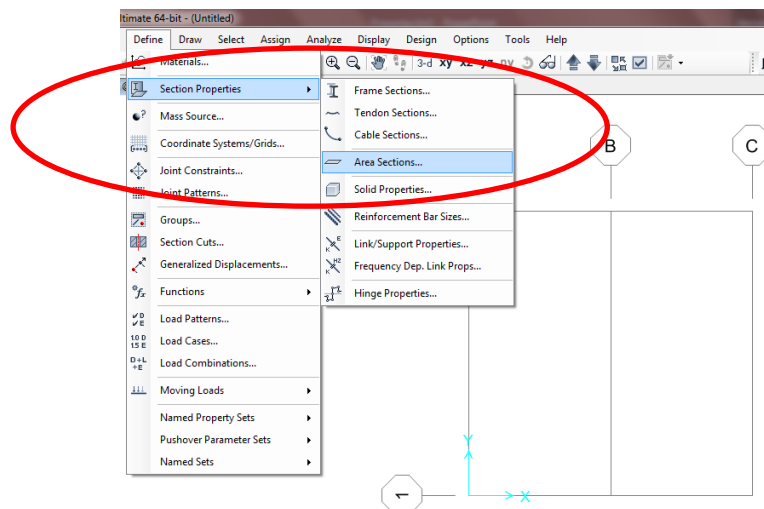 ltimate 64-bit - (Untitled)
Define Draw Select Assign Analyze Display Design Options Tools Help
Materials...
3-d xy xz yz nv
Section Properties
Frame Sections...
Mass Source...
Tendon Sections...
Cable Sections...
Coordinate Systems/Grids...
B
C
Area Sections...
Joint Constraints...
Joint Patterns...
Solid Properties...
Groups...
Reinforcement Bar Sizes...
Section Cuts...
Link/Support Properties...
Generalized Displacements...
Frequency Dep. Link Props...
Functions
Hinge Properties...
Load Patterns...
Load Cases...
Load Combinations...
Moving Loads
Named Property Sets
Pushover Parameter Sets
Named Sets
Y
X
1